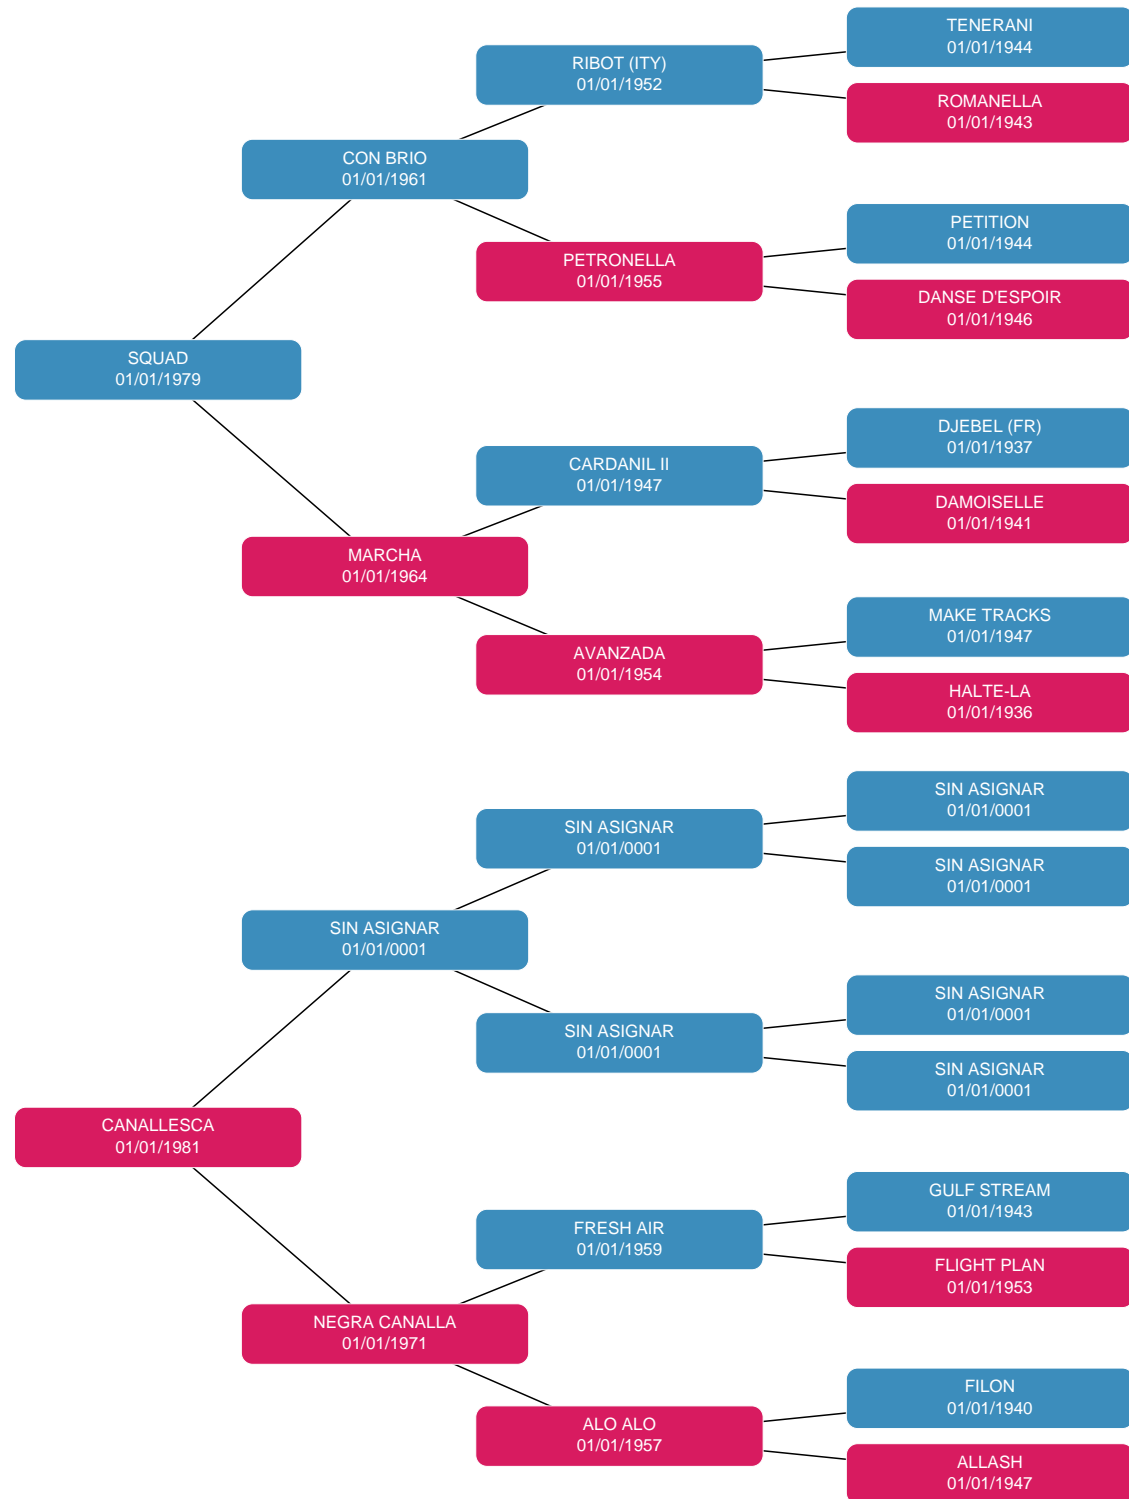 TENERANI
01/01/1944
RIBOT (ITY)
01/01/1952
ROMANELLA
01/01/1943
CON BRIO
01/01/1961
PETITION
01/01/1944
PETRONELLA
01/01/1955
DANSE D'ESPOIR
01/01/1946
SQUAD
01/01/1979
DJEBEL (FR)
01/01/1937
CARDANIL II
01/01/1947
DAMOISELLE
01/01/1941
MARCHA
01/01/1964
MAKE TRACKS
01/01/1947
AVANZADA
01/01/1954
HALTE-LA
01/01/1936
SIN ASIGNAR
01/01/0001
SIN ASIGNAR
01/01/0001
SIN ASIGNAR
01/01/0001
SIN ASIGNAR
01/01/0001
SIN ASIGNAR
01/01/0001
SIN ASIGNAR
01/01/0001
SIN ASIGNAR
01/01/0001
CANALLESCA
01/01/1981
GULF STREAM
01/01/1943
FRESH AIR
01/01/1959
FLIGHT PLAN
01/01/1953
NEGRA CANALLA
01/01/1971
FILON
01/01/1940
ALO ALO
01/01/1957
ALLASH
01/01/1947